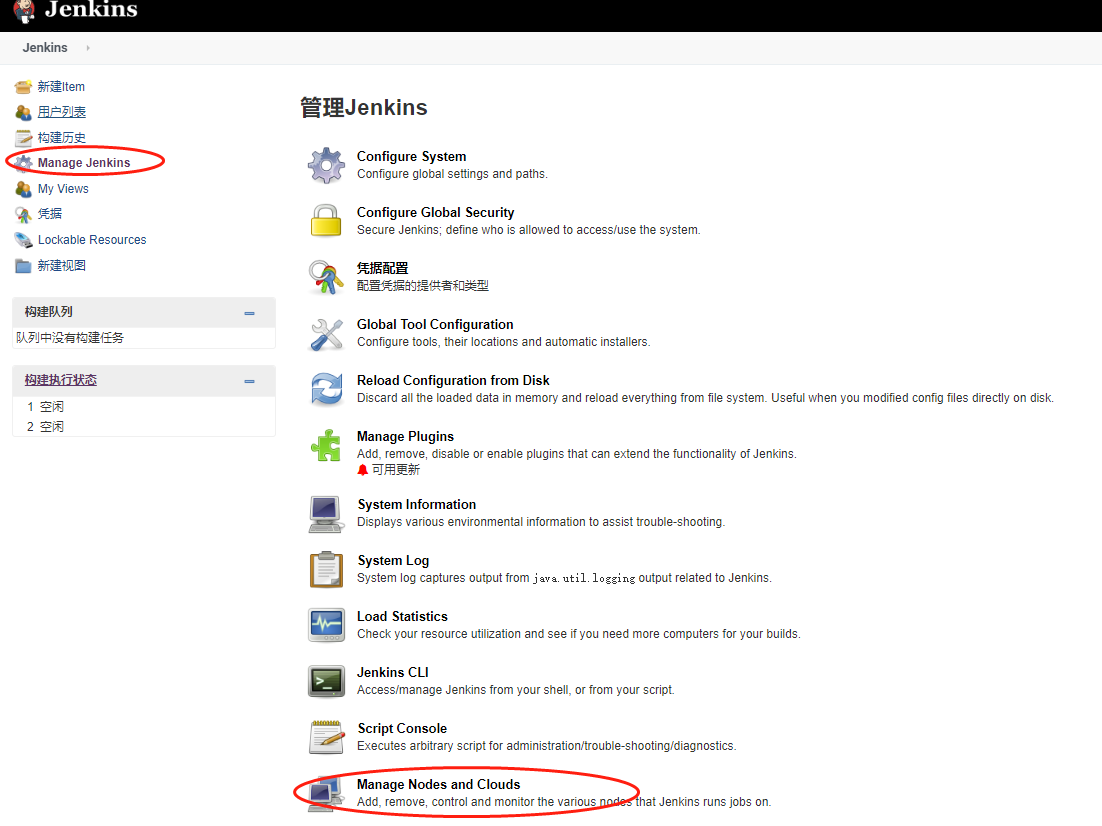 Jenkins
Jenkins
新建Item
用户列表
构建历史
Manage Jenkins
My Views
凭据
Lockable Resources
新建视图
构建队列
队列中没有构建任务
构建执行状态
1 空闲
2 空闲
管理Jenkins
Configure System
Configure global settings and paths.
Configure Global Security
Secure Jenkins; define who is allowed to access/use the system.
凭据配置
配置凭据的提供者和类型
Global Tool Configuration
Configure tools, their locations and automatic installers.
Reload Configuration from Disk
Discard all the loaded data in memory and reload everything from file system. Useful when you modified config files directly on disk.
Manage Plugins
Add, remove, disable or enable plugins that can extend the functionality of Jenkins.
可用更新
System Information
Displays various environmental information to assist trouble-shooting.
System Log
System log captures output from java.util.logging output related to Jenkins.
Load Statistics
Check your resource utilization and see if you need more computers for your builds.
Jenkins CLI
Access/manage Jenkins from your shell, or from your script.
Script Console
Executes arbitrary script for administration/trouble-shooting/diagnostics.
Manage Nodes and Clouds
Add, remove, control and monitor the various nodes that Jenkins runs jobs on.